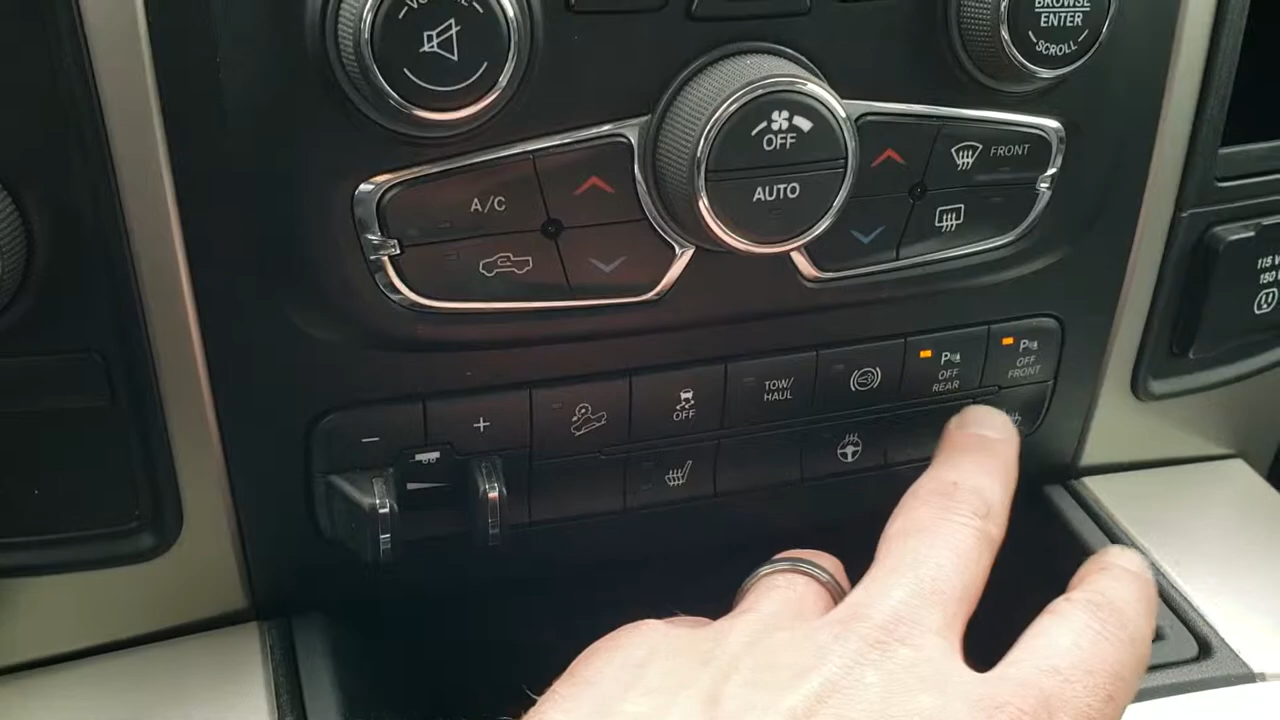 BROWSE
ENTER
SCROLL
OFF
AUTO
A/C
FRONT
115 V
150
TOW/
HAUL
OFF
P
OFF
REAR
P
OFF
FRONT
- +